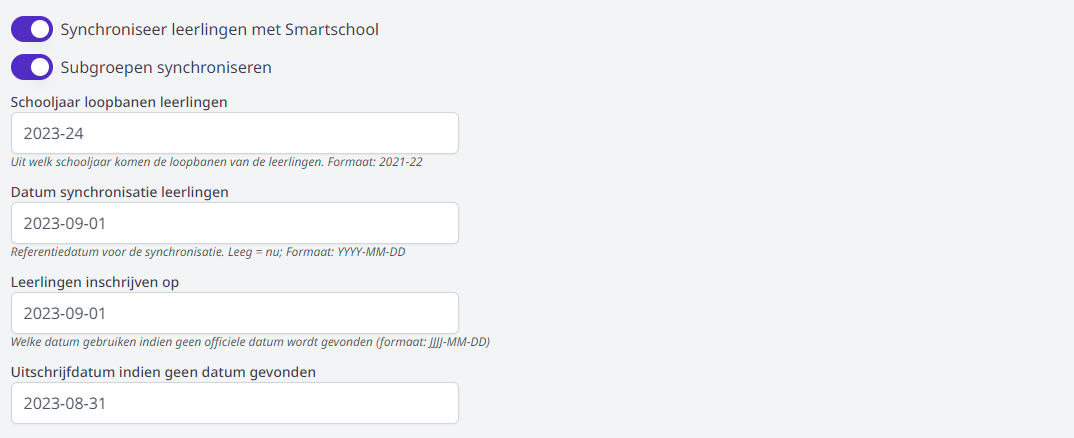 Synchroniseer leerlingen met Smartschool
Subgroepen synchroniseren
Schooljaar loopbanen leerlingen
2023-24
Uit welk schooljaar komen de loopbanen van de leerlingen. Formaat: 2021-22
Datum synchronisatie leerlingen
2023-09-01
Referentiedatum voor de synchronisatie. Leeg = nu; Formaat: YYYY-MM-DD
Leerlingen inschrijven op
2023-09-01
Welke datum gebruiken indien geen officiele datum wordt gevonden (formaat: JJJJ-MM-DD)
Uitschrijfdatum indien geen datum gevonden
2023-08-31